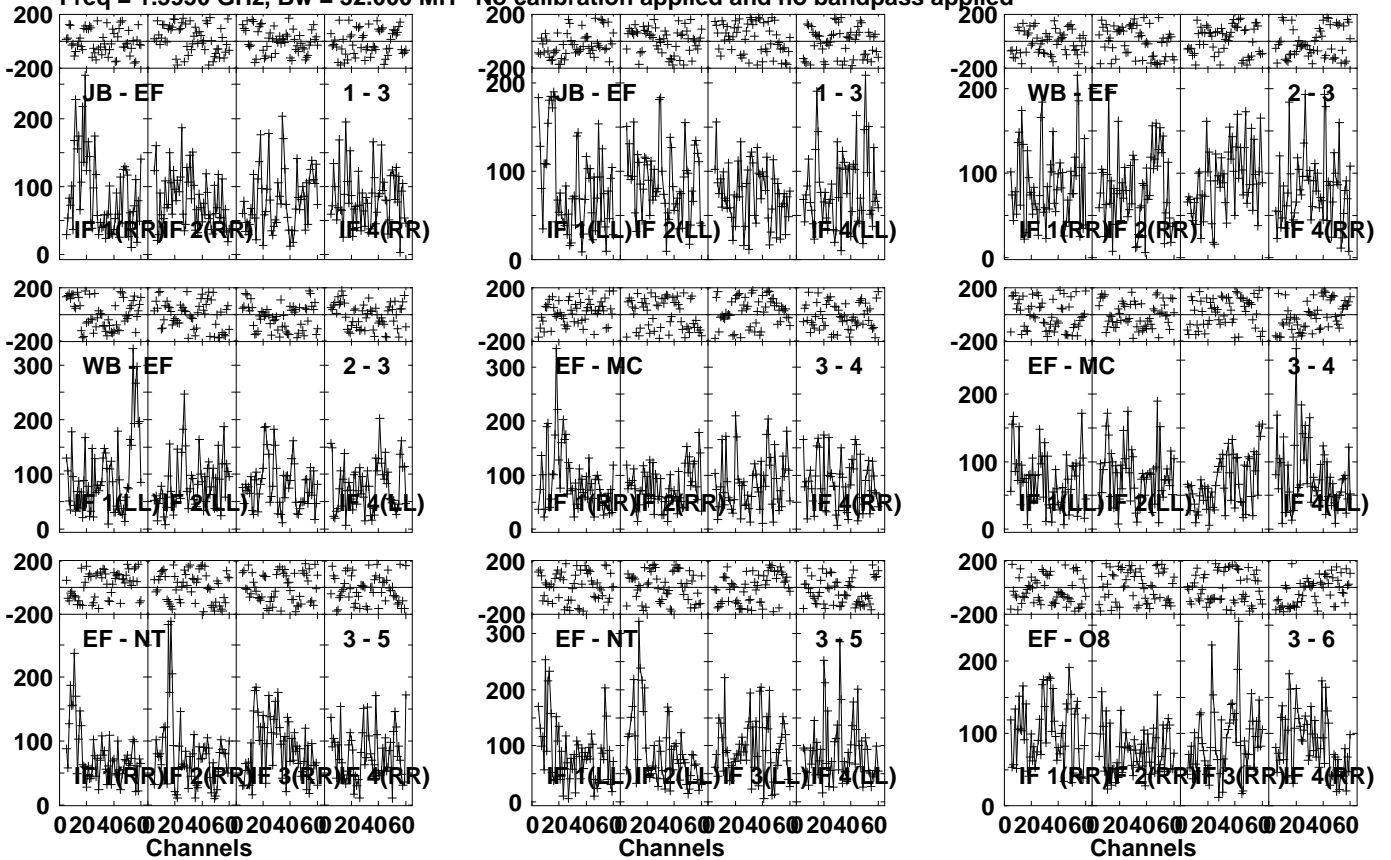 Freq = 1.5950 GHz, Bw = 32.000 MH No calibration applied and no bandpass applied
200
-200
JB - EF 1 - 3
200
100
0
IF 1(RR) IF 2(RR) IF 4(RR)
200
-200
JB - EF 1 - 3
200
100
0
IF 1(LL) IF 2(LL) IF 4(LL)
200
-200
WB - EF 2 - 3
200
100
0
IF 1(RR) IF 2(RR) IF 4(RR)
200
-200
WB - EF 2 - 3
300
200
100
0
IF 1(LL) IF 2(LL) IF 4(LL)
200
-200
EF - MC 3 - 4
300
200
100
0
IF 1(RR) IF 2(RR) IF 4(RR)
200
-200
EF - MC 3 - 4
200
100
0
IF 1(LL) IF 2(LL) IF 4(LL)
200
-200
EF - NT 3 - 5
200
100
0
IF 1(RR) IF 2(RR) IF 3(RR) IF 4(RR)
0 20 40 60 0 20 40 60 0 20 40 60 0 20 40 60
Channels
200
-200
EF - NT 3 - 5
300
200
100
0
IF 1(LL) IF 2(LL) IF 3(LL) IF 4(LL)
0 20 40 60 0 20 40 60 0 20 40 60 0 20 40 60
Channels
200
-200
EF - O8 3 - 6
200
100
0
IF 1(RR) IF 2(RR) IF 3(RR) IF 4(RR)
0 20 40 60 0 20 40 60 0 20 40 60 0 20 40 60
Channels